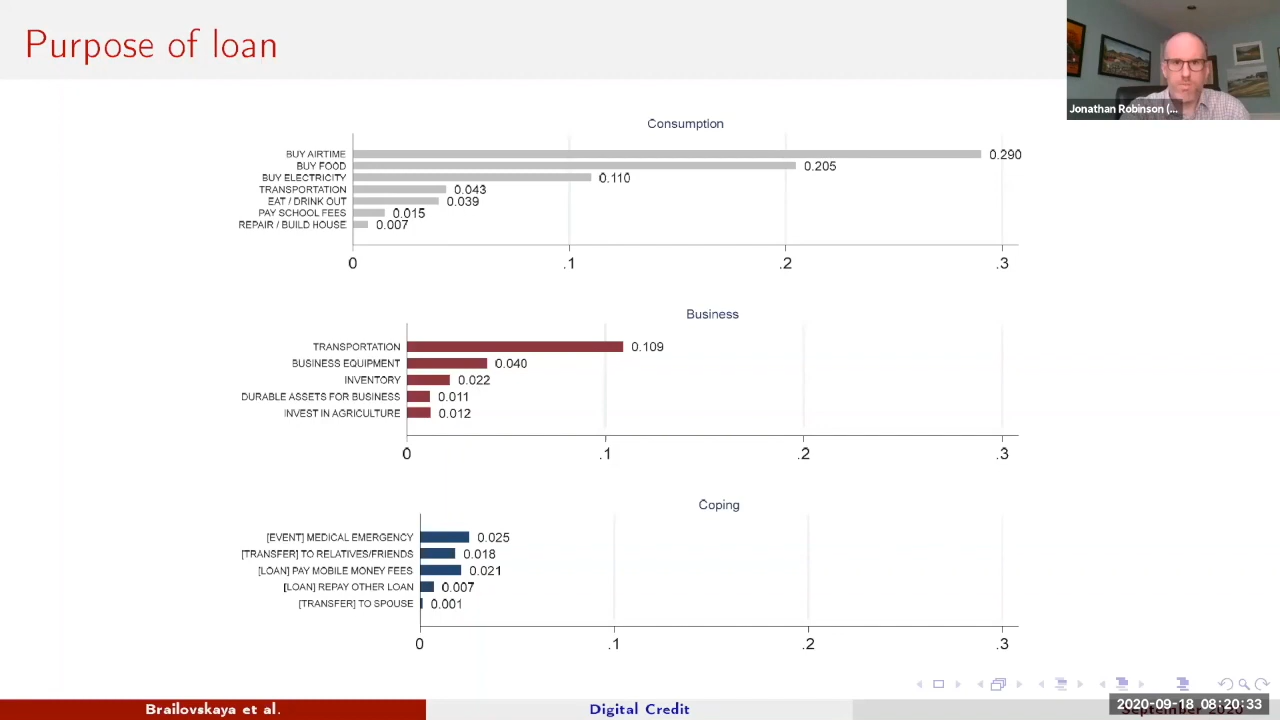 Purpose of loan
Jonathan Robinson (...
Consumption
BUY AIRTIME 0.290
BUY FOOD 0.205
BUY ELECTRICITY 0.110
TRANSPORTATION 0.043
EAT / DRINK OUT 0.039
PAY SCHOOL FEES 0.015
REPAIR / BUILD HOUSE 0.007
0 .1 .2 .3
Business
TRANSPORTATION 0.109
BUSINESS EQUIPMENT 0.040
INVENTORY 0.022
DURABLE ASSETS FOR BUSINESS 0.011
INVEST IN AGRICULTURE 0.012
0 .1 .2 .3
Coping
[EVENT] MEDICAL EMERGENCY 0.025
[TRANSFER] TO RELATIVES/FRIENDS 0.018
[LOAN] PAY MOBILE MONEY FEES 0.021
[LOAN] REPAY OTHER LOAN 0.007
[TRANSFER] TO SPOUSE 0.001
0 .1 .2 .3
Brailovskaya et al. Digital Credit September 2020
2020-09-18 08:20:33